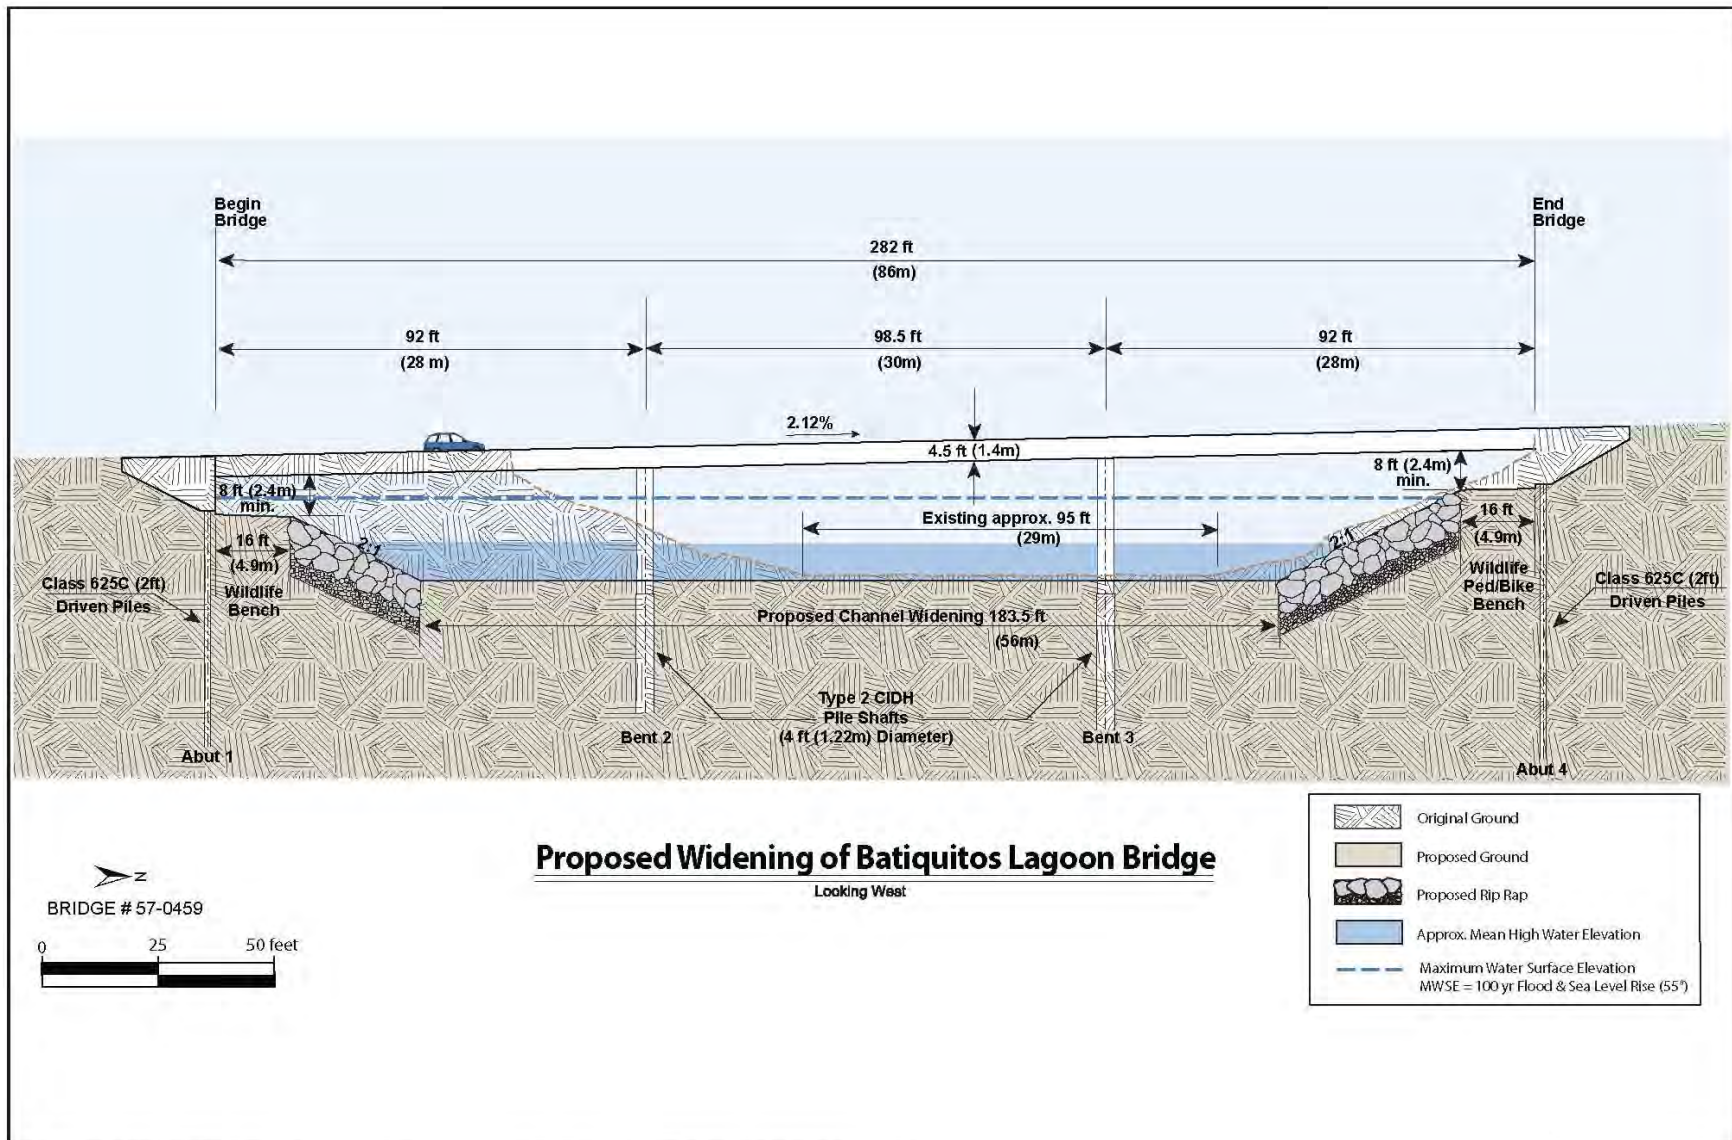 Begin
Bridge
End
Bridge
282 ft
(86m)
92 ft
(28 m)
98.5 ft
(30m)
92 ft
(28m)
2.12%
4.5 ft (1.4m)
8 ft (2.4m)
min.
8 ft (2.4m)
min.
Existing approx. 95 ft
(29m)
16 ft
(4.9m)
Wildlife
Bench
2:1
2:1
16 ft
(4.9m)
Wildlife
Ped/Bike
Bench
Class 625C (2ft)
Driven Piles
Class 625C (2ft)
Driven Piles
Proposed Channel Widening 183.5 ft
(56m)
Type 2 CIDH
Pile Shafts
(4 ft (1.22m) Diameter)
Abut 1
Bent 2
Bent 3
Abut 4
Proposed Widening of Batiquitos Lagoon Bridge
Looking West
N
BRIDGE # 57-0459
0 25 50 feet
Original Ground
Proposed Ground
Proposed Rip Rap
Approx. Mean High Water Elevation
Maximum Water Surface Elevation
MWSE = 100 yr Flood & Sea Level Rise (55")